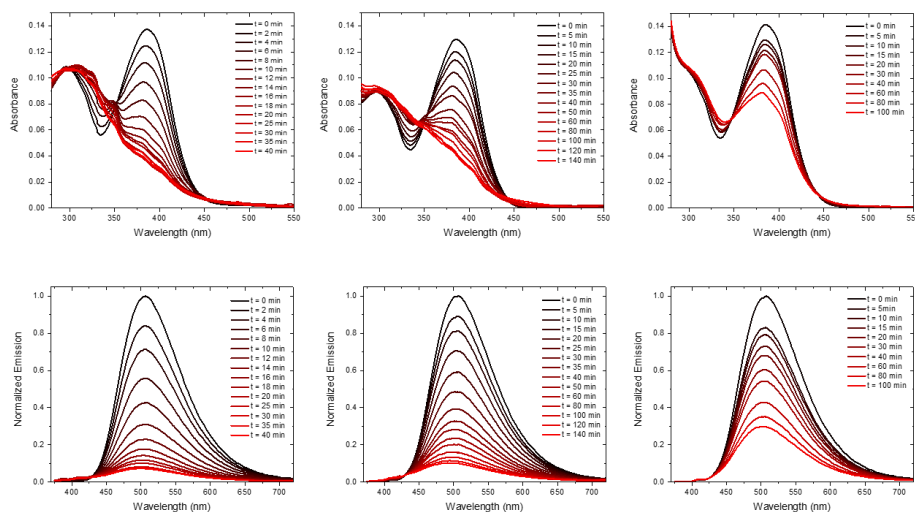 0.14
0.12
0.10
0.08
0.06
0.04
0.02
0.00
Absorbance
300 350 400 450 500 550
Wavelength (nm)
t = 0 min
t = 2 min
t = 4 min
t = 6 min
t = 8 min
t = 10 min
t = 12 min
t = 14 min
t = 16 min
t = 18 min
t = 20 min
t = 25 min
t = 30 min
t = 35 min
t = 40 min
0.14
0.12
0.10
0.08
0.06
0.04
0.02
0.00
Absorbance
300 350 400 450 500 550
Wavelength (nm)
t = 0 min
t = 5 min
t = 10 min
t = 15 min
t = 20 min
t = 25 min
t = 30 min
t = 35 min
t = 40 min
t = 50 min
t = 60 min
t = 80 min
t = 100 min
t = 120 min
t = 140 min
0.14
0.12
0.10
0.08
0.06
0.04
0.02
0.00
Absorbance
300 350 400 450 500 550
Wavelength (nm)
t = 0 min
t = 5 min
t = 10 min
t = 15 min
t = 20 min
t = 30 min
t = 40 min
t = 60 min
t = 80 min
t = 100 min
1.0
0.8
0.6
0.4
0.2
0.0
Normalized Emission
400 450 500 550 600 650 700
Wavelength (nm)
t = 0 min
t = 2 min
t = 4 min
t = 6 min
t = 8 min
t = 10 min
t = 12 min
t = 14 min
t = 16 min
t = 18 min
t = 20 min
t = 25 min
t = 30 min
t = 35 min
t = 40 min
1.0
0.8
0.6
0.4
0.2
0.0
Normalized Emission
400 450 500 550 600 650 700
Wavelength (nm)
t = 0 min
t = 5 min
t = 10 min
t = 15 min
t = 20 min
t = 25 min
t = 30 min
t = 35 min
t = 40 min
t = 50 min
t = 60 min
t = 80 min
t = 100 min
t = 120 min
t = 140 min
1.0
0.8
0.6
0.4
0.2
0.0
Normalized Emission
400 450 500 550 600 650 700
Wavelength (nm)
t = 0 min
t = 5min
t = 10 min
t = 15 min
t = 20 min
t = 30 min
t = 40 min
t = 60 min
t = 80 min
t = 100 min